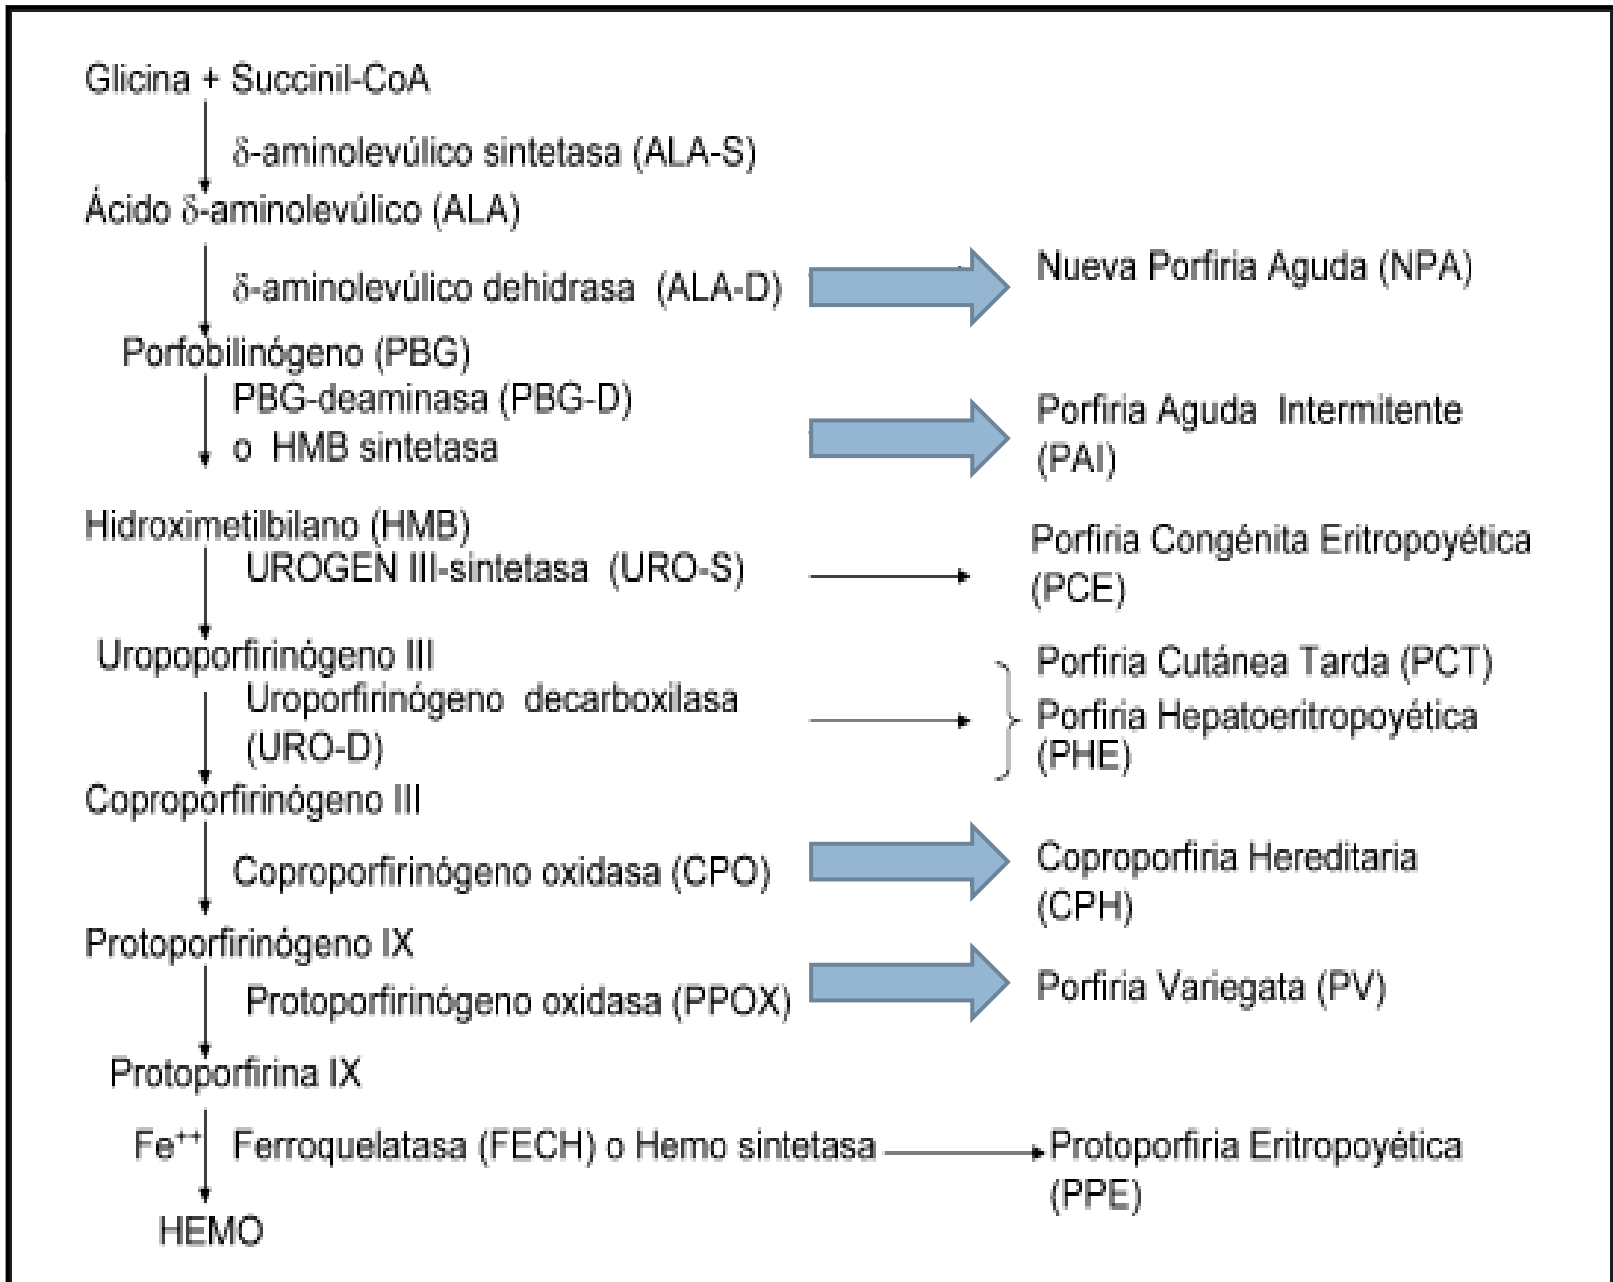 Glicina + Succinil-CoA
δ-aminolevúlico sintetasa (ALA-S)
Ácido δ-aminolevúlico (ALA)
δ-aminolevúlico dehidrasa (ALA-D)
Nueva Porfiria Aguda (NPA)
Porfobilinógeno (PBG)
PBG-deaminasa (PBG-D)
o HMB sintetasa
Porfiria Aguda Intermitente
(PAI)
Hidroximetilbilano (HMB)
UROGEN III-sintetasa (URO-S)
Porfiria Congénita Eritropoyética
(PCE)
Uropoporfirinógeno III
Uroporfirinógeno decarboxilasa
(URO-D)
Porfiria Cutánea Tarda (PCT)
Porfiria Hepatoeritropoyética
(PHE)
Coproporfirinógeno III
Coproporfirinógeno oxidasa (CPO)
Coproporfiria Hereditaria
(CPH)
Protoporfirinógeno IX
Protoporfirinógeno oxidasa (PPOX)
Porfiria Variegata (PV)
Protoporfirina IX
Fe⁺⁺ Ferroquelatasa (FECH) o Hemo sintetasa
Protoporfiria Eritropoyética
(PPE)
HEMO